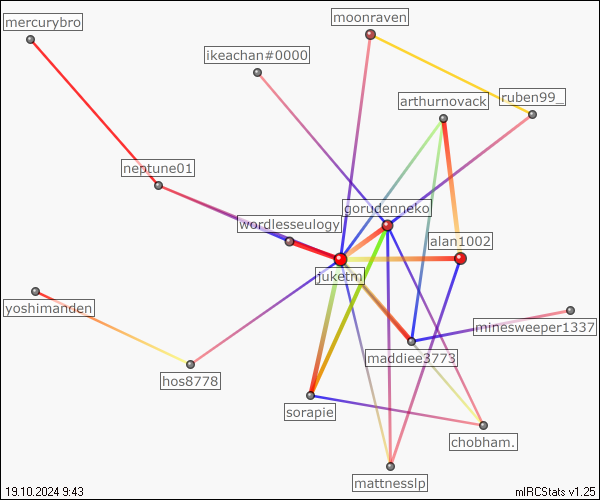 moonraven
mercurybro
ikeachan#0000
ruben99_
arthurnovack
neptune01
gorudenneko
wordlesseulogy
alan1002
juketm
yoshimanden
minesweeper1337
maddiee3773
hos8778
sorapie
chobham.
mattnesslp
19.10.2024 9:43
mIRCStats v1.25